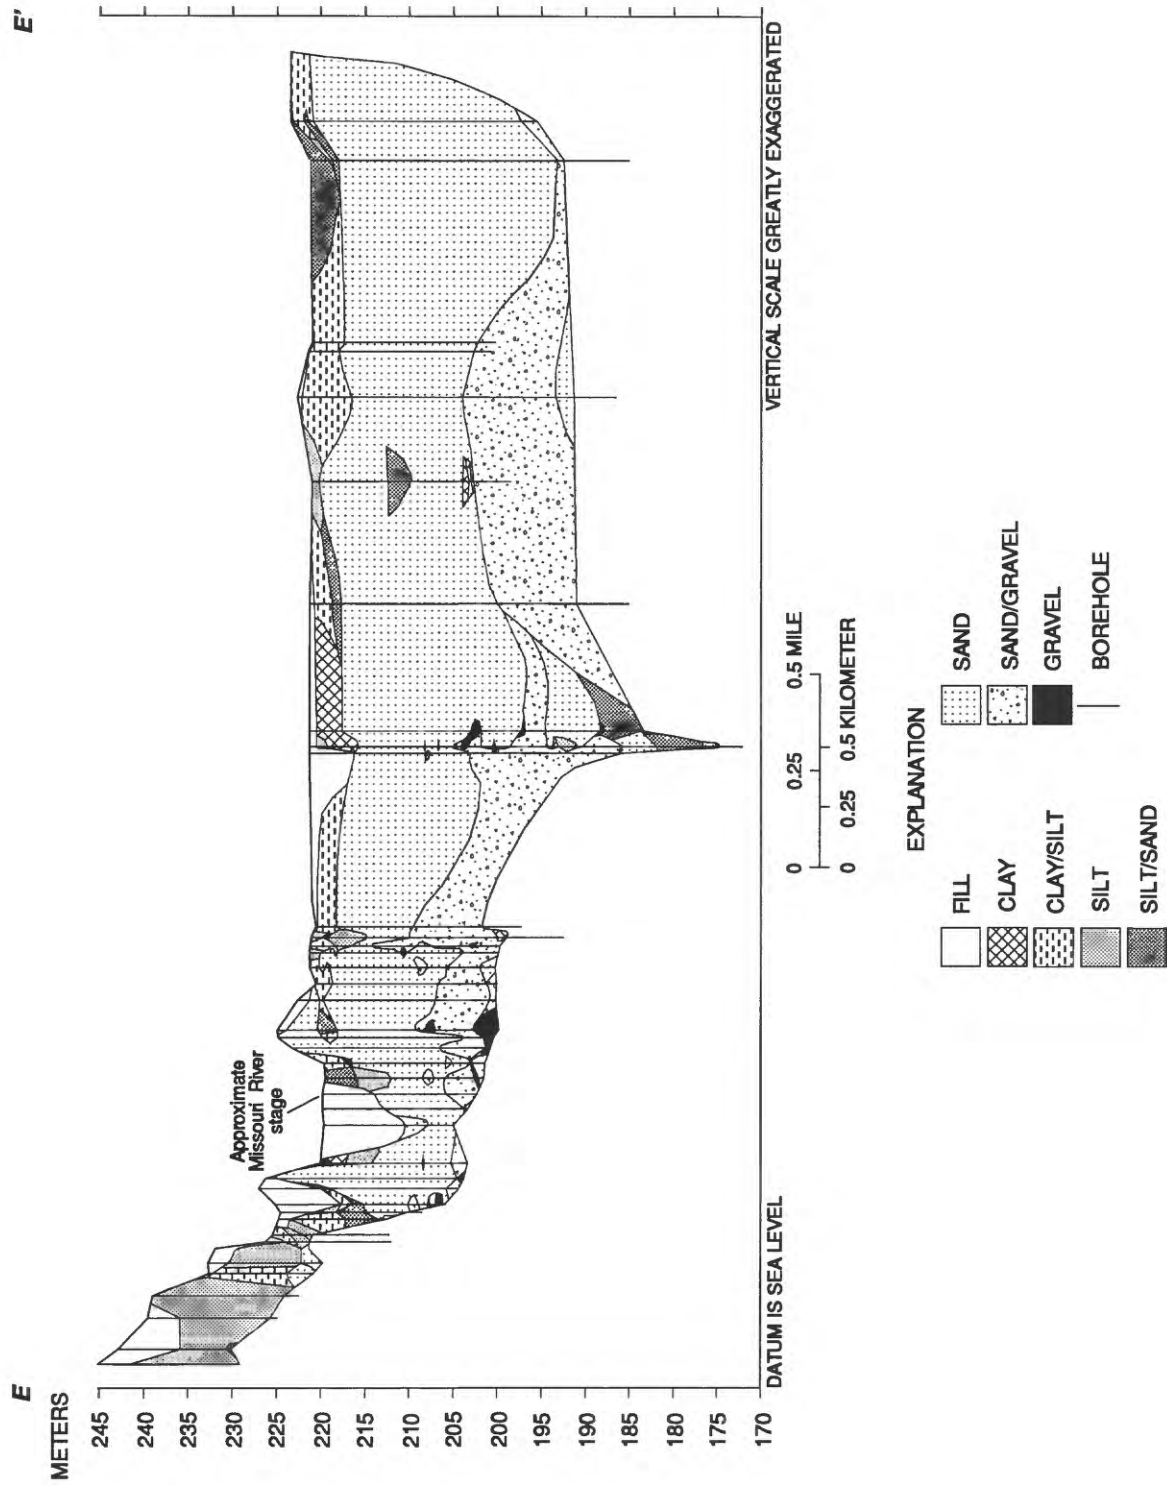 E
E'
METERS
245
240
235
230
225
220
215
210
205
200
195
190
185
180
175
170
Approximate
Missouri River
stage
DATUM IS SEA LEVEL
VERTICAL SCALE GREATLY EXAGGERATED
0 0.25 0.5 MILE
0 0.25 0.5 KILOMETER
EXPLANATION
FILL
CLAY
CLAY/SILT
SILT
SILT/SAND
SAND
SAND/GRAVEL
GRAVEL
BOREHOLE